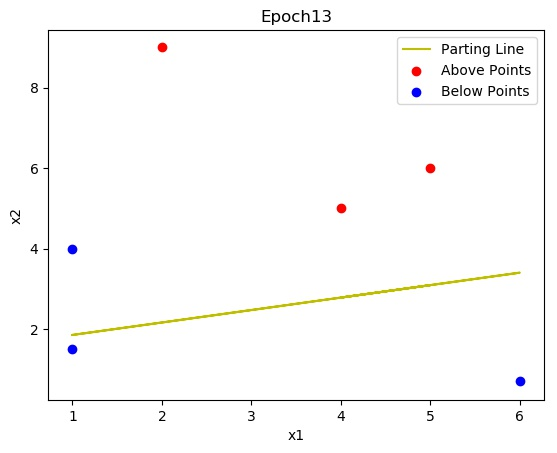 Epoch13
Parting Line
Above Points
Below Points
8
6
4
2
x2
1
2
3
4
5
6
x1